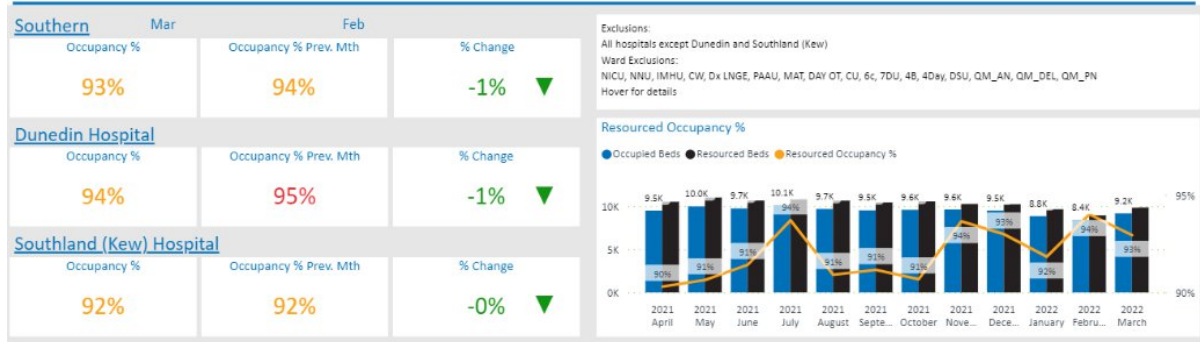 Southern Mar Feb
Occupancy % Occupancy % Prev. Mth % Change
93% 94% -1%
Dunedin Hospital
Occupancy % Occupancy % Prev. Mth % Change
94% 95% -1%
Southland (Kew) Hospital
Occupancy % Occupancy % Prev. Mth % Change
92% 92% -0%
Exclusions:
All hospitals except Dunedin and Southland (Kew)
Ward Exclusions:
NICU, NNU, IMHU, CW, Dx LNGE, PAAU, MAT, DAY OT, CU, 6c, 7DU, 4B, 4Day, DSU, QM_AN, QM_DEL, QM_PN
Hover for details
Resourced Occupancy %
Occupied Beds Resourced Beds Resourced Occupancy %
9.5K 10.0K 9.7K 10.1K 9.7K 9.5K 9.6K 9.6K 9.5K 8.8K 8.4K 9.2K
10K 5K 0K
90% 91% 91% 94% 91% 91% 91% 94% 93% 92% 94% 93%
95% 90%
2021 2021 2021 2021 2021 2021 2021 2021 2021 2022 2022 2022
April May June July August Septe... October Nove... Dece... January Febru... March